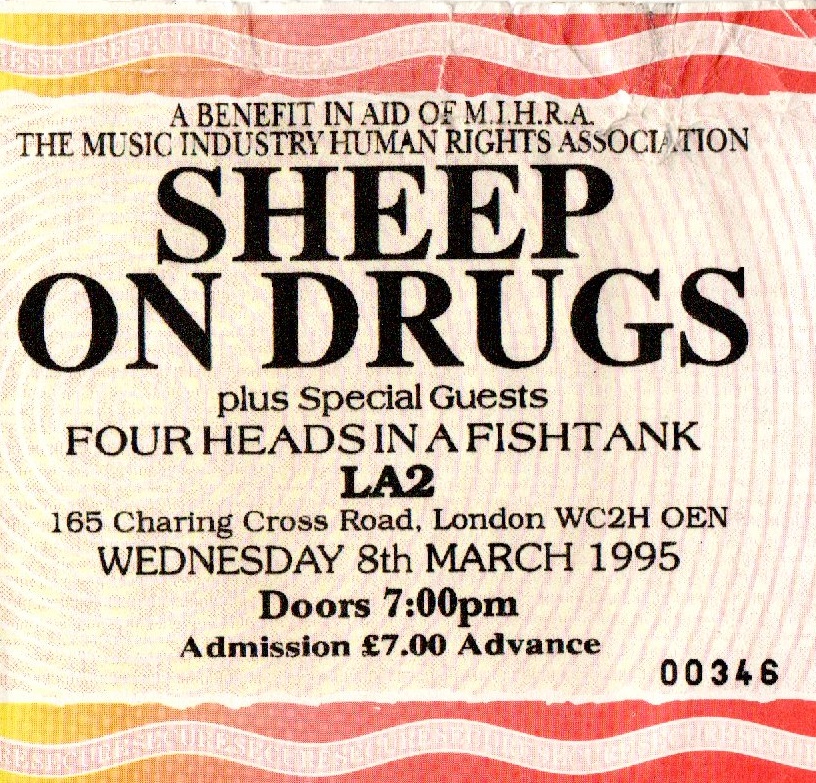 A BENEFIT IN AID OF M.I.H.R.A.
THE MUSIC INDUSTRY HUMAN RIGHTS ASSOCIATION
SHEEP
ON DRUGS
plus Special Guests
FOUR HEADS IN A FISHTANK
LA2
165 Charing Cross Road, London WC2H OEN
WEDNESDAY 8th MARCH 1995
Doors 7:00pm
Admission £7.00 Advance
00346